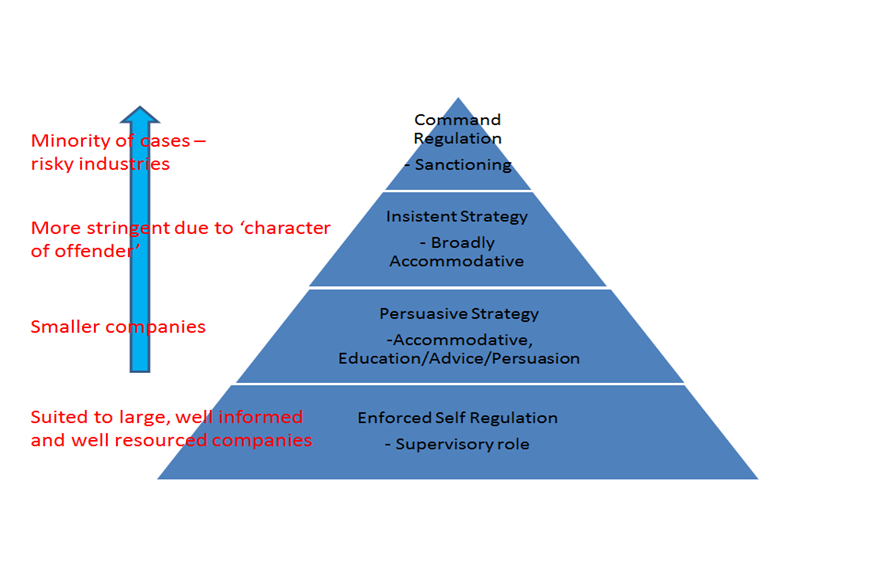 Minority of cases –
risky industries
Command
Regulation
- Sanctioning
More stringent due to ‘character
of offender’
Insistent Strategy
- Broadly
Accommodative
Smaller companies
Persuasive Strategy
-Accommodative,
Education/Advice/Persuasion
Suited to large, well informed
and well resourced companies
Enforced Self Regulation
- Supervisory role